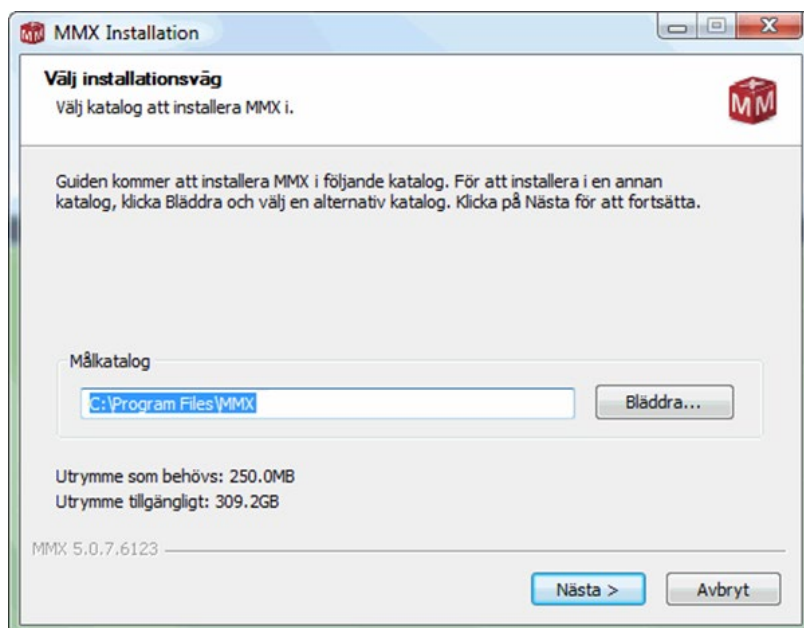 MMX Installation
Välj installationsväg
Välj katalog att installera MMX i.
MM
Guiden kommer att installera MMX i följande katalog. För att installera i en annan
katalog, klicka Bläddra och välj en alternativ katalog. Klicka på Nästa för att fortsätta.
Målkatalog
C:\Program Files\MMX
Bläddra...
Utrymme som behövs: 250.0MB
Utrymme tillgängligt: 309.2GB
MMX 5.0.7.6123
Nästa >
Avbryt